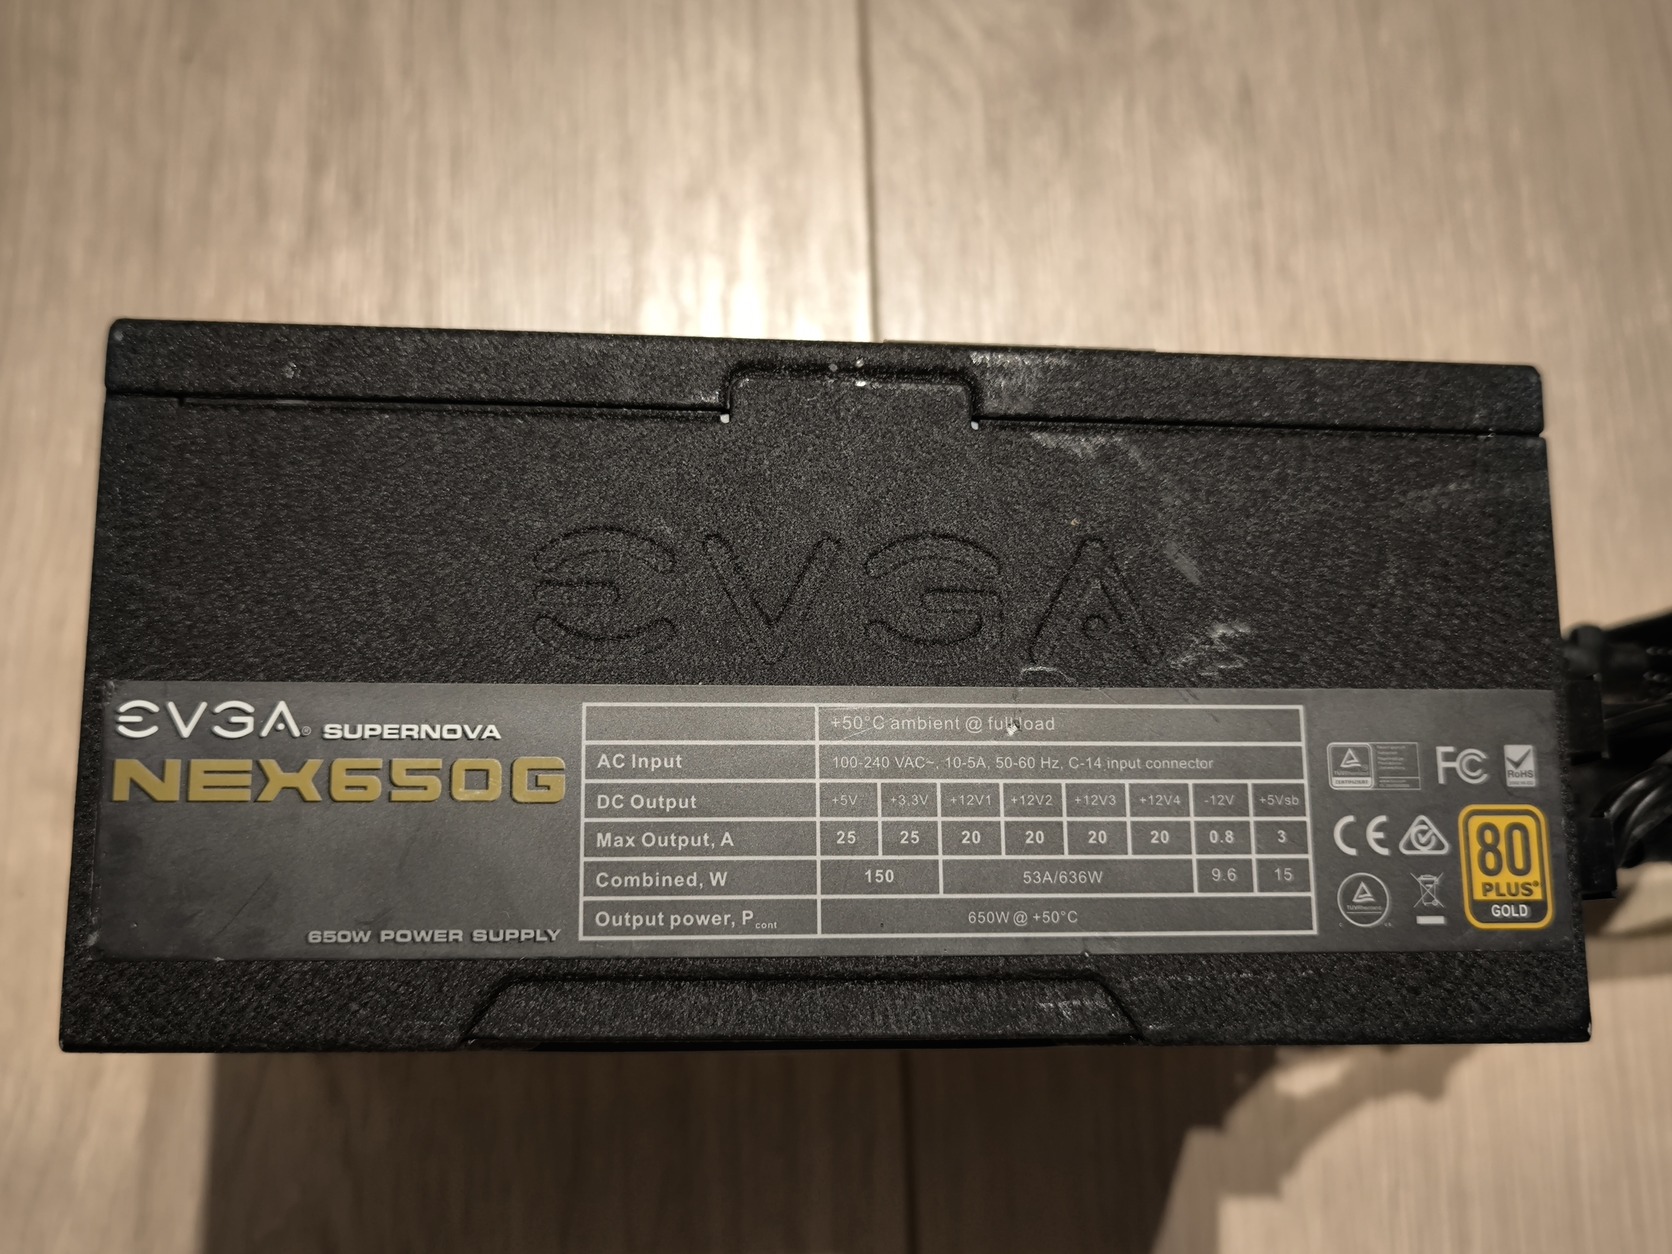 EVGA
EVGA® SUPERNOVA
NEX650G
650W POWER SUPPLY
+50°C ambient @ full load
AC Input 100-240 VAC~, 10-5A, 50-60 Hz, C-14 input connector
DC Output +5V +3.3V +12V1 +12V2 +12V3 +12V4 -12V +5Vsb
Max Output, A 25 25 20 20 20 20 0.8 3
Combined, W 150 53A/636W 9.6 15
Output power, Pcont 650W @ +50°C
FC
RoHS
CE
80
PLUS®
GOLD